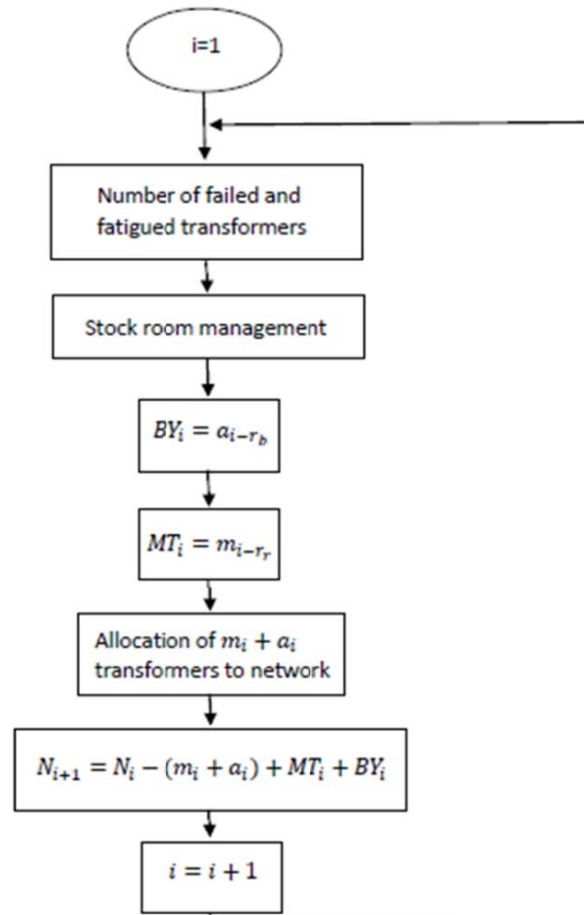 i=1
Number of failed and
fatigued transformers
Stock room management
$BY_i = a_{i-r_b}$
$MT_i = m_{i-r_r}$
Allocation of $m_i + a_i$
transformers to network
$N_{i+1} = N_i - (m_i + a_i) + MT_i + BY_i$
$i = i + 1$